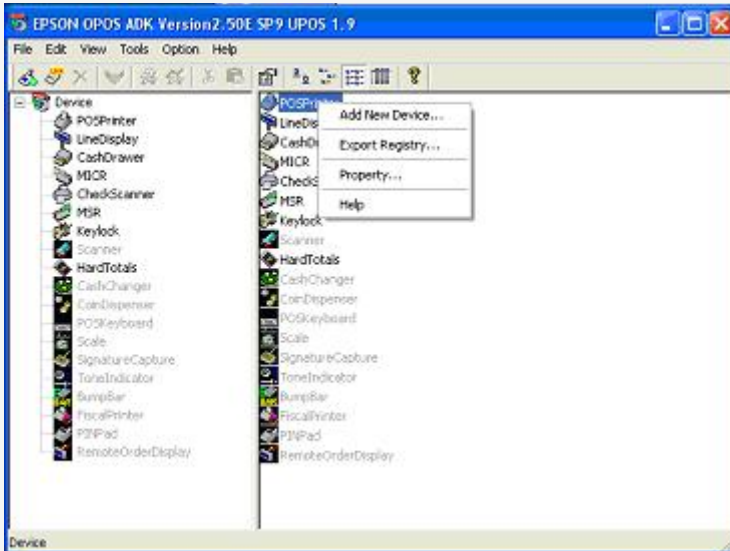 EPSON OPOS ADK Version2.50E SP9 UPOS 1.9
File Edit View Tools Option Help
Device
POSPrinter
LineDisplay
CashDrawer
MICR
CheckScanner
MSR
Keylock
Scanner
HardTotals
CashChanger
CoinDispenser
POSKeyboard
Scale
SignatureCapture
ToneIndicator
BumpBar
FiscalPrinter
PINPad
RemoteOrderDisplay
POSPrinter
LineDis
CashDr
MICR
CheckS
MSR
Keylock
Scanner
HardTotals
CashChanger
CoinDispenser
POSKeyboard
Scale
SignatureCapture
ToneIndicator
BumpBar
FiscalPrinter
PINPad
RemoteOrderDisplay
Add New Device...
Export Registry...
Property...
Help
Device